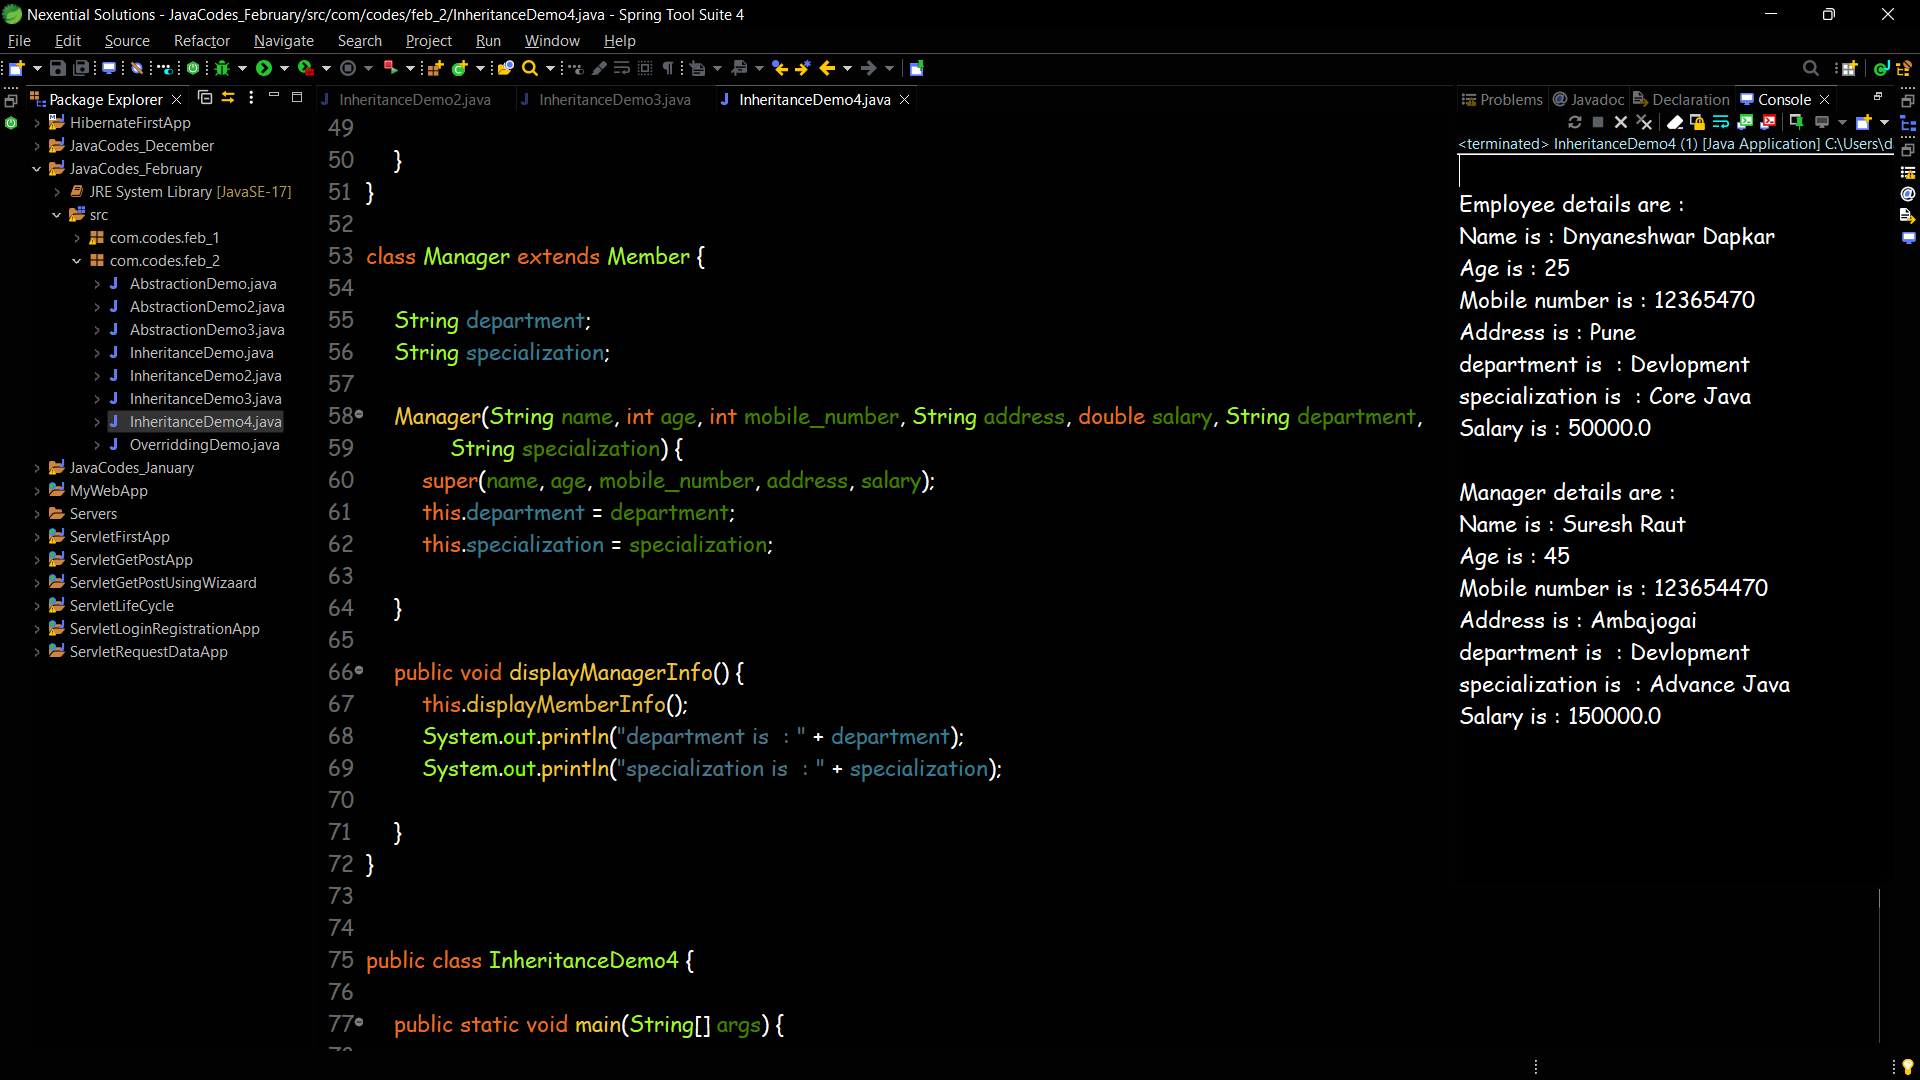 Nexential Solutions - JavaCodes_February/src/com/codes/feb_2/InheritanceDemo4.java - Spring Tool Suite 4
File Edit Source Refactor Navigate Search Project Run Window Help
Package Explorer
HibernateFirstApp
JavaCodes_December
JavaCodes_February
JRE System Library [JavaSE-17]
src
com.codes.feb_1
com.codes.feb_2
AbstractionDemo.java
AbstractionDemo2.java
AbstractionDemo3.java
InheritanceDemo.java
InheritanceDemo2.java
InheritanceDemo3.java
InheritanceDemo4.java
OverriddingDemo.java
JavaCodes_January
MyWebApp
Servers
ServletFirstApp
ServletGetPostApp
ServletGetPostUsingWizaard
ServletLifeCycle
ServletLoginRegistrationApp
ServletRequestDataApp
InheritanceDemo2.java InheritanceDemo3.java InheritanceDemo4.java
49
50 }
51 }
52
53 class Manager extends Member {
54
55 String department;
56 String specialization;
57
58 Manager(String name, int age, int mobile_number, String address, double salary, String department,
59 String specialization) {
60 super(name, age, mobile_number, address, salary);
61 this.department = department;
62 this.specialization = specialization;
63
64 }
65
66 public void displayManagerInfo() {
67 this.displayMemberInfo();
68 System.out.println("department is  : " + department);
69 System.out.println("specialization is  : " + specialization);
70
71 }
72 }
73
74
75 public class InheritanceDemo4 {
76
77 public static void main(String[] args) {
Problems @ Javadoc Declaration Console
<terminated> InheritanceDemo4 (1) [Java Application] C:\Users\d
Employee details are :
Name is : Dnyaneshwar Dapkar
Age is : 25
Mobile number is : 12365470
Address is : Pune
department is  : Devlopment
specialization is  : Core Java
Salary is : 50000.0
Manager details are :
Name is : Suresh Raut
Age is : 45
Mobile number is : 123654470
Address is : Ambajogai
department is  : Devlopment
specialization is  : Advance Java
Salary is : 150000.0